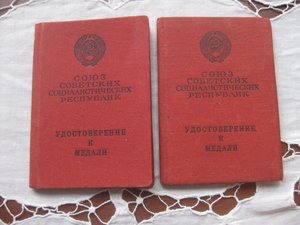 СОЮЗ
СОВЕТСКИХ
СОЦИАЛИСТИЧЕСКИХ
РЕСПУБЛИК
УДОСТОВЕРЕНИЕ
К
МЕДАЛИ
СОЮЗ
СОВЕТСКИХ
СОЦИАЛИСТИЧЕСКИХ
РЕСПУБЛИК
УДОСТОВЕРЕНИЕ
К
МЕДАЛИ